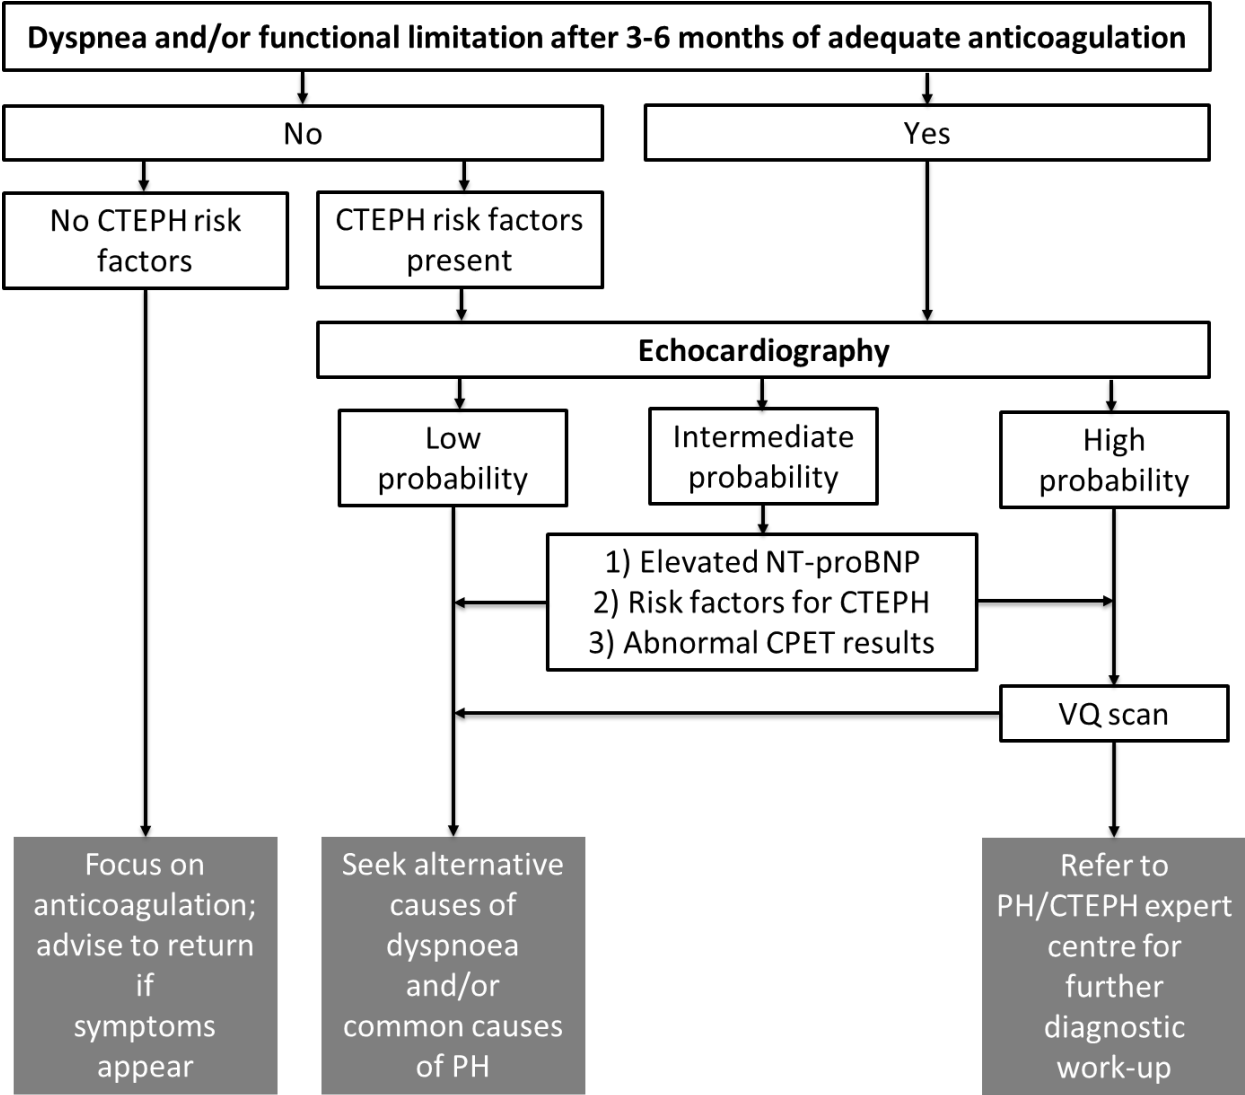 Dyspnea and/or functional limitation after 3-6 months of adequate anticoagulation
No
Yes
No CTEPH risk
factors
CTEPH risk factors
present
Echocardiography
Low
probability
Intermediate
probability
High
probability
1) Elevated NT-proBNP
2) Risk factors for CTEPH
3) Abnormal CPET results
VQ scan
Focus on
anticoagulation;
advise to return
if
symptoms
appear
Seek alternative
causes of
dyspnoea
and/or
common causes
of PH
Refer to
PH/CTEPH expert
centre for
further
diagnostic
work-up